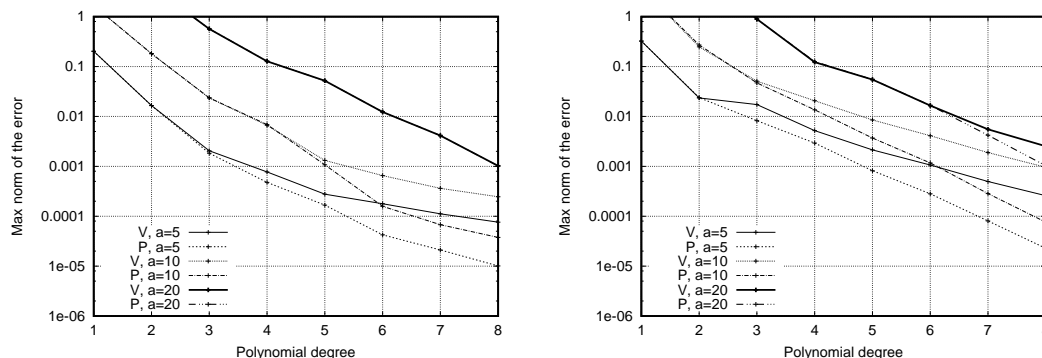 Max norm of the error
1
0.1
0.01
0.001
0.0001
1e-05
1e-06
V, a=5
P, a=5
V, a=10
P, a=10
V, a=20
P, a=20
1 2 3 4 5 6 7 8
Polynomial degree
Max norm of the error
1
0.1
0.01
0.001
0.0001
1e-05
1e-06
V, a=5
P, a=5
V, a=10
P, a=10
V, a=20
P, a=20
1 2 3 4 5 6 7
Polynomial degree